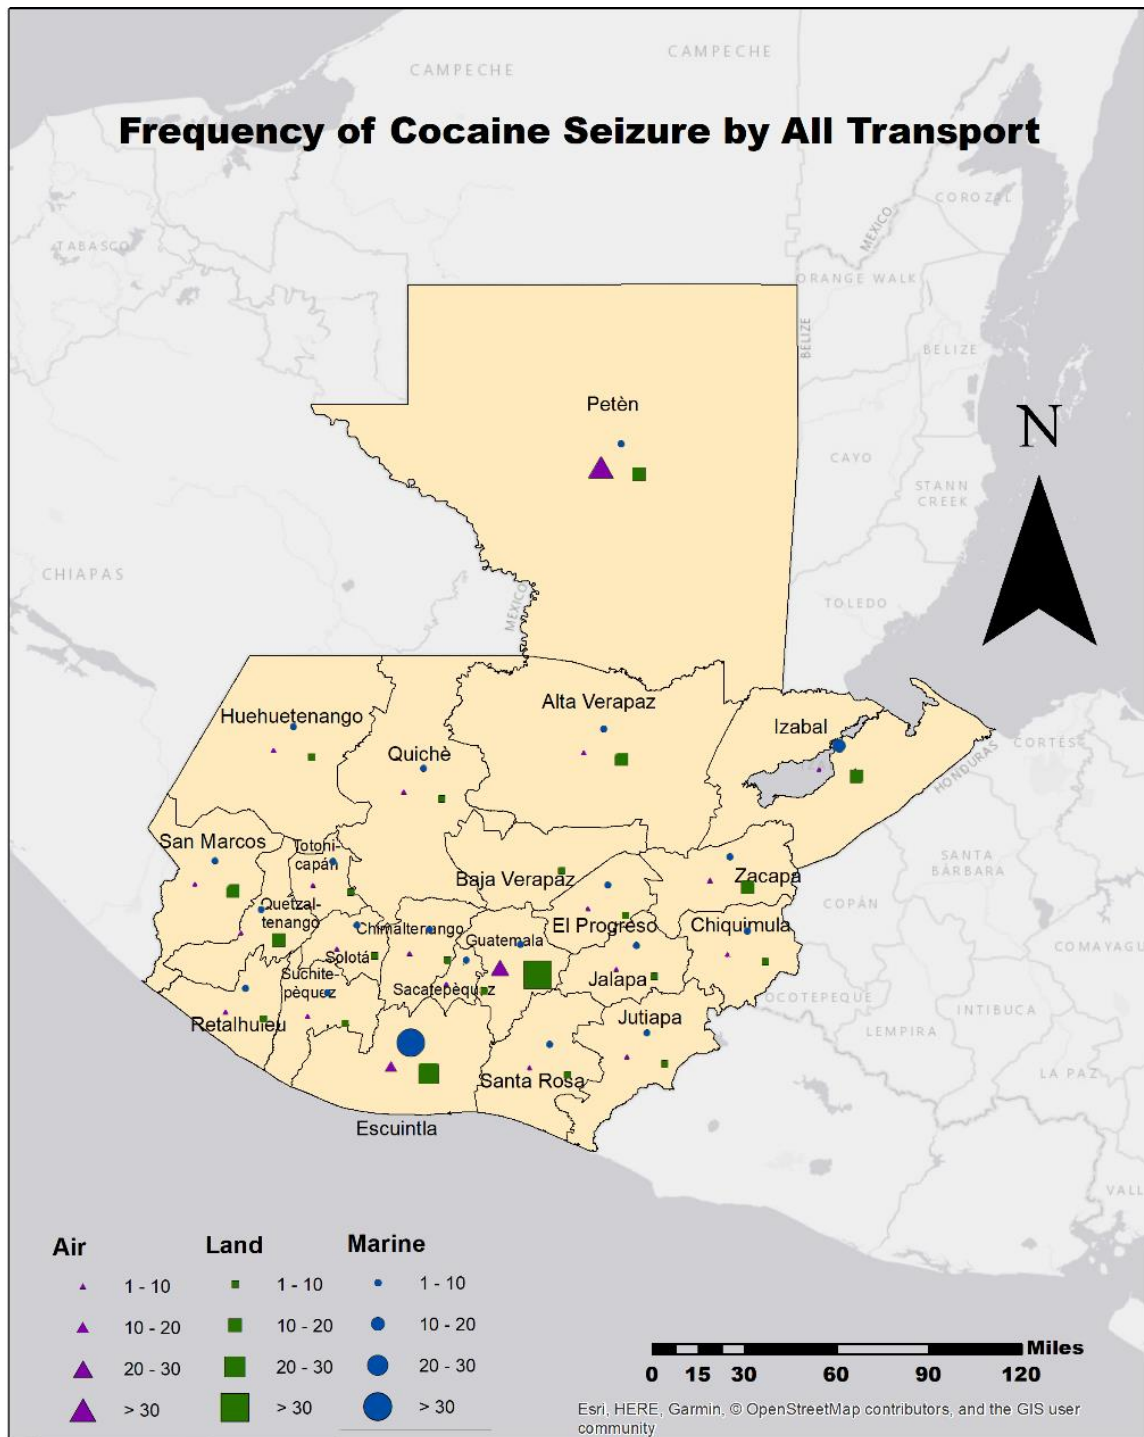 CAMPECHE
CAMPECHE
Frequency of Cocaine Seizure by All Transport
COROZAL
MEXICO
TABASCO
ORANGE WALK
BELIZE
BELIZE
Petèn
N
CAYO
STANN
CREEK
CHIAPAS
MEXICO
TOLEDO
Alta Verapaz
Huehuetenango
Izabal
Quichè
CORTÉS
HONDURAS
San Marcos
Totoni-
capán
SANTA
BÁRBARA
Baja Verapaz
Zacapa
COPÁN
Quetzal-
tenango
El Progreso
Chiquimula
Chimaltenango
Guatemala
COMAYAGU
Solotá
Suchite-
pèquez
Sacatepèquez
Jalapa
OCOTEPEQUE
INTIBUCA
Retalhuleu
Jutiapa
LEMPIRA
LA PAZ
Santa Rosa
Escuintla
VALL
Air Land Marine
1 - 10 1 - 10 1 - 10
10 - 20 10 - 20 10 - 20
20 - 30 20 - 30 20 - 30
> 30 > 30 > 30
Miles
0 15 30 60 90 120
Esri, HERE, Garmin, © OpenStreetMap contributors, and the GIS user
community